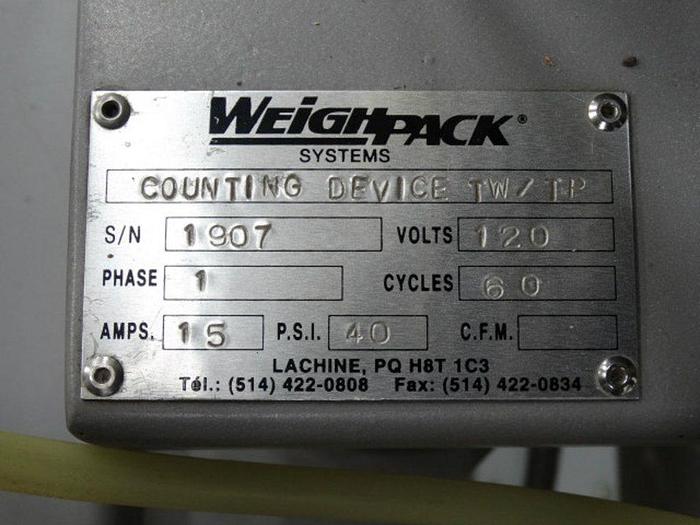 WEIGHPACK®
SYSTEMS
COUNTING DEVICE TW/TP
S/N 1907 VOLTS 120
PHASE 1 CYCLES 60
AMPS. 15 P.S.I. 40 C.F.M.
LACHINE, PQ H8T 1C3
Tél.: (514) 422-0808 Fax: (514) 422-0834